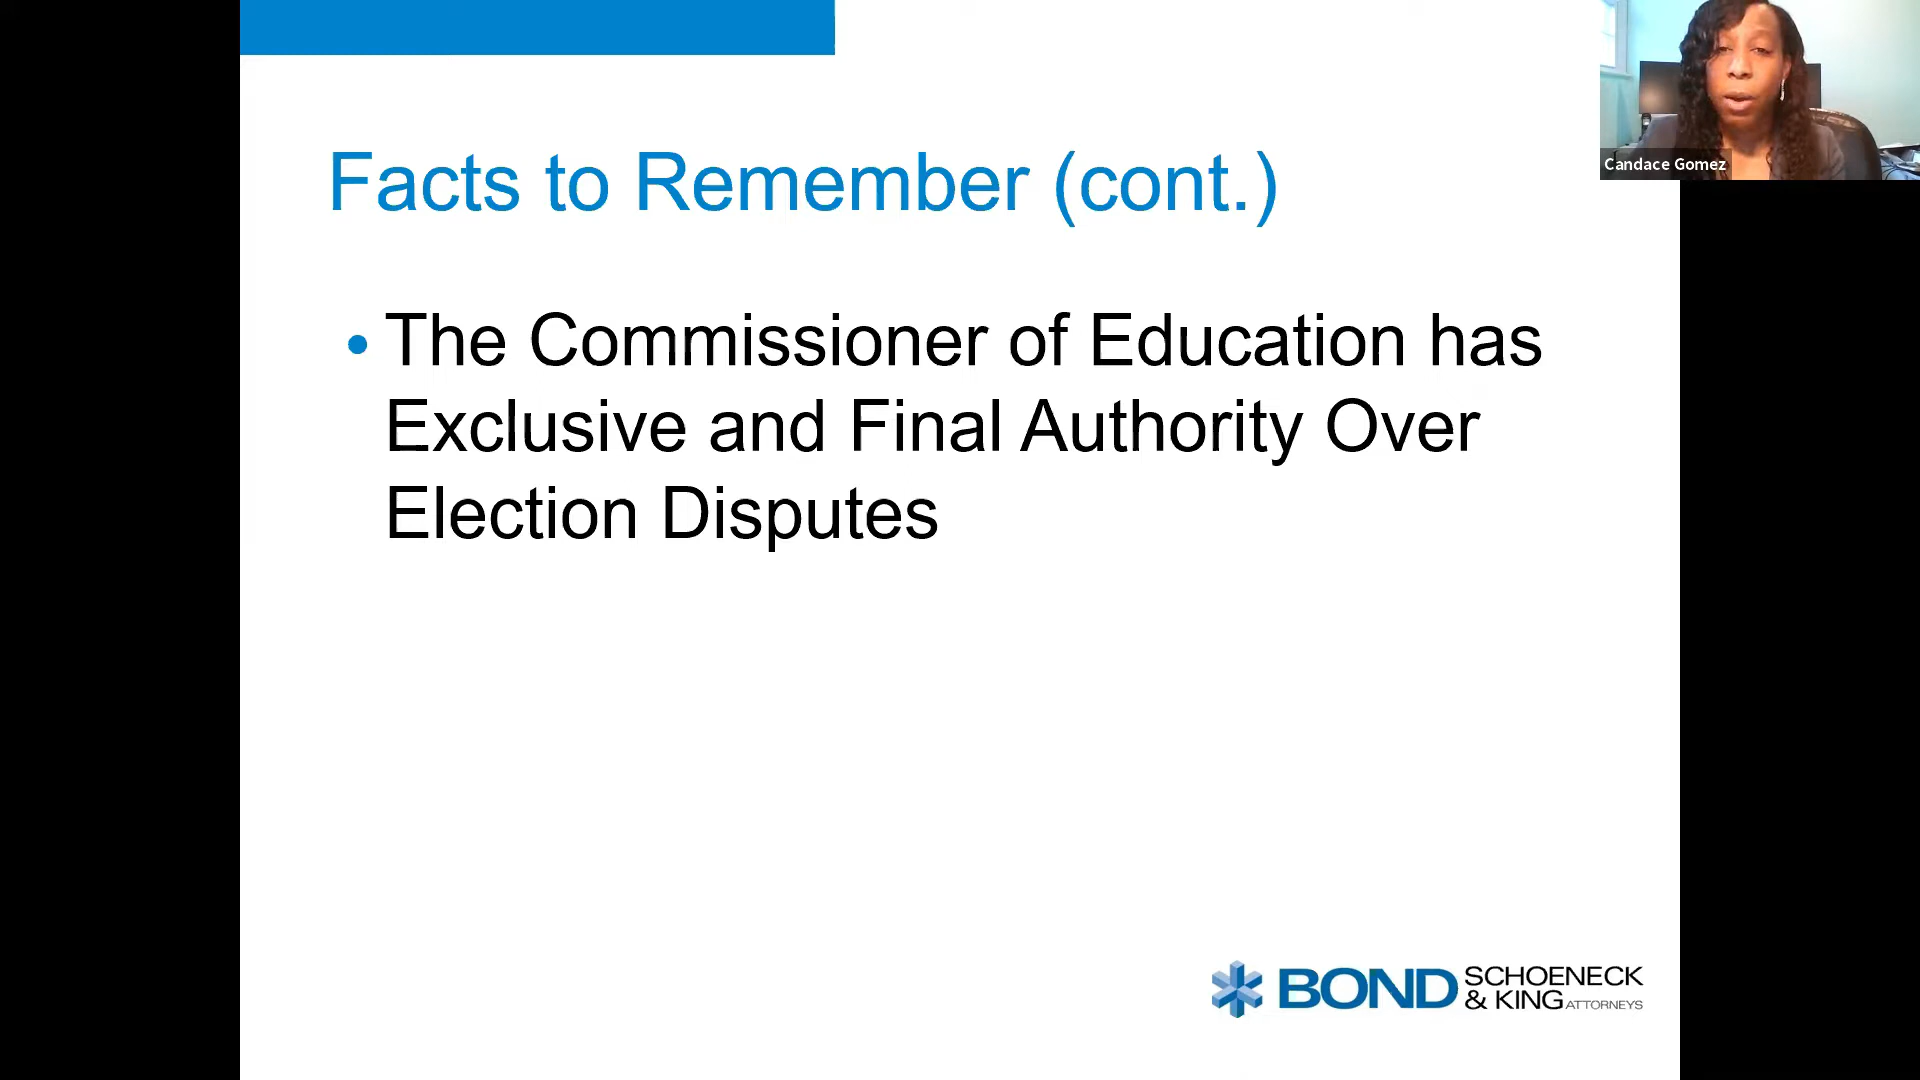 Candace Gomez
Facts to Remember (cont.)
• The Commissioner of Education has
Exclusive and Final Authority Over
Election Disputes
BOND SCHOENECK
& KING ATTORNEYS